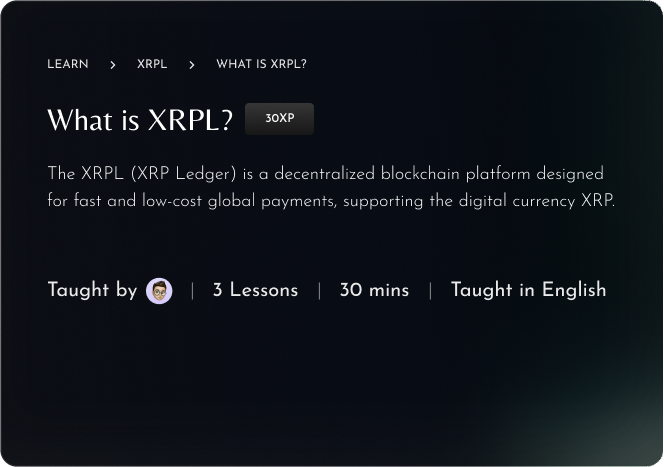 LEARN > XRPL > WHAT IS XRPL?
What is XRPL? 30XP
The XRPL (XRP Ledger) is a decentralized blockchain platform designed
for fast and low-cost global payments, supporting the digital currency XRP.
Taught by | 3 Lessons | 30 mins | Taught in English